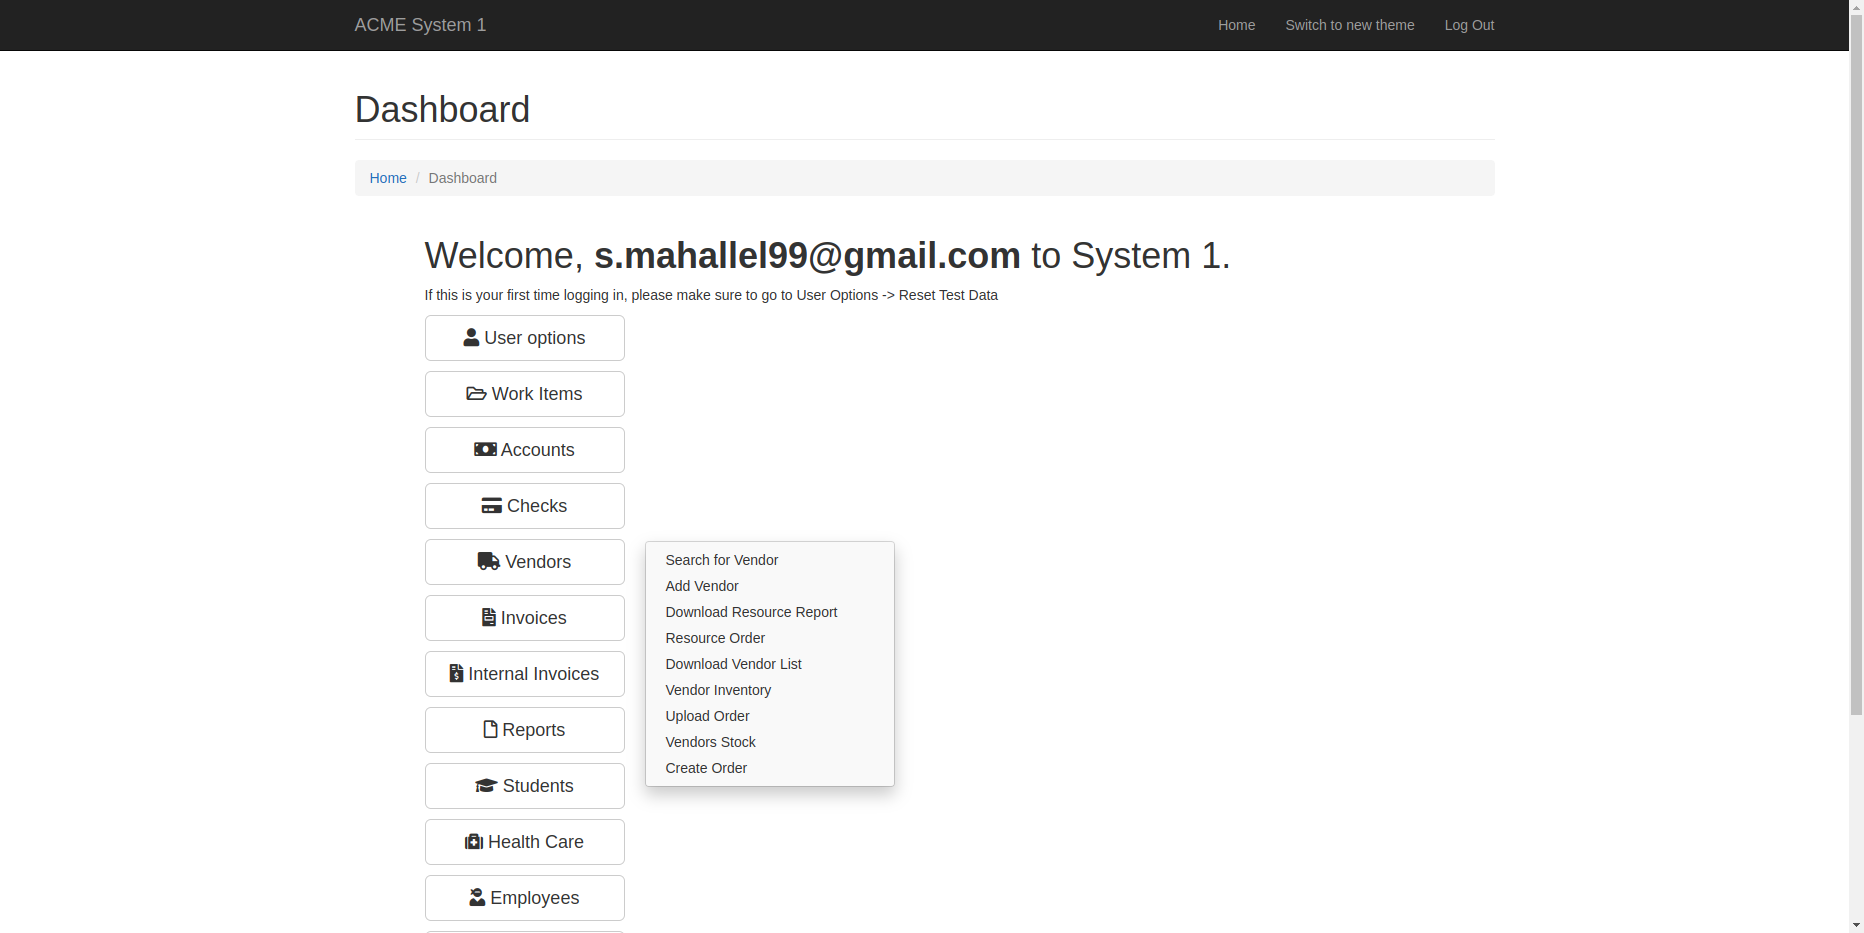 ACME System 1
Home
Switch to new theme
Log Out
Dashboard
Home / Dashboard
Welcome, s.mahallel99@gmail.com to System 1.
If this is your first time logging in, please make sure to go to User Options -> Reset Test Data
User options
Work Items
Accounts
Checks
Vendors
Search for Vendor
Add Vendor
Download Resource Report
Resource Order
Download Vendor List
Vendor Inventory
Upload Order
Vendors Stock
Create Order
Invoices
Internal Invoices
Reports
Students
Health Care
Employees